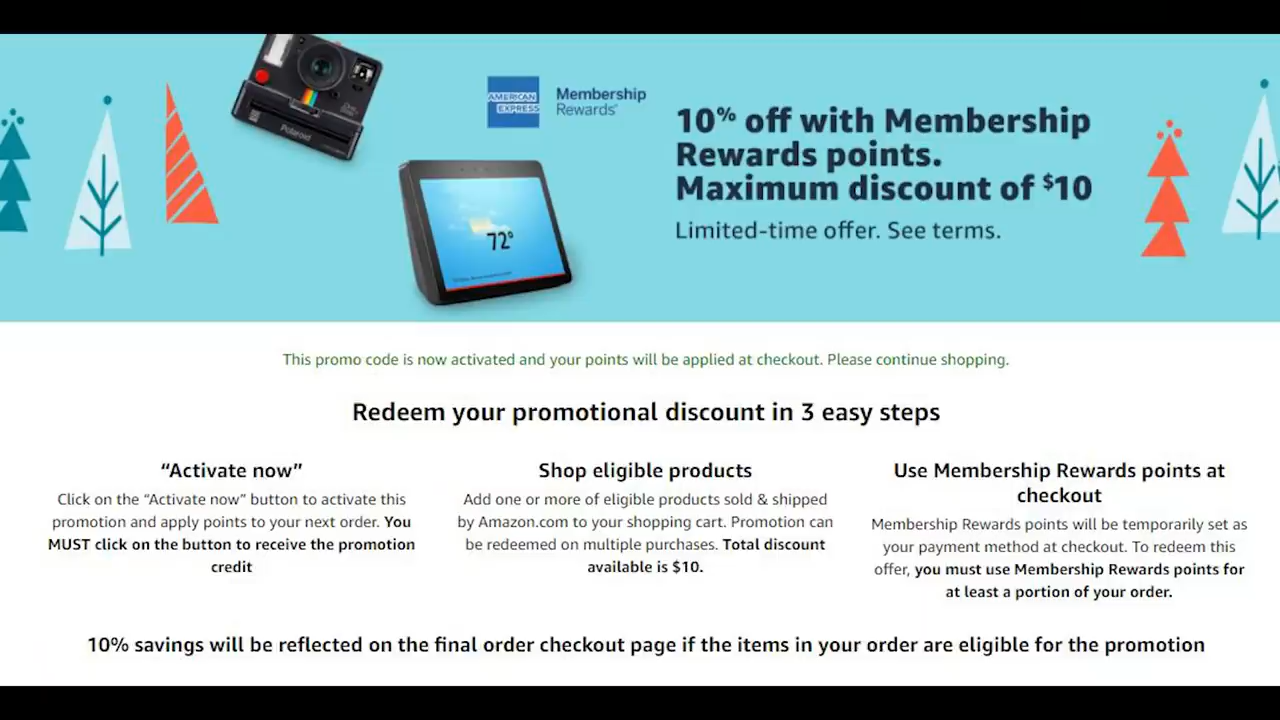 AMERICAN
EXPRESS
Membership
Rewards®
10% off with Membership
Rewards points.
Maximum discount of $10
Limited-time offer. See terms.
Polaroid
72°
This promo code is now activated and your points will be applied at checkout. Please continue shopping.
Redeem your promotional discount in 3 easy steps
“Activate now”
Click on the “Activate now” button to activate this
promotion and apply points to your next order. You
MUST click on the button to receive the promotion
credit
Shop eligible products
Add one or more of eligible products sold & shipped
by Amazon.com to your shopping cart. Promotion can
be redeemed on multiple purchases. Total discount
available is $10.
Use Membership Rewards points at
checkout
Membership Rewards points will be temporarily set as
your payment method at checkout. To redeem this
offer, you must use Membership Rewards points for
at least a portion of your order.
10% savings will be reflected on the final order checkout page if the items in your order are eligible for the promotion